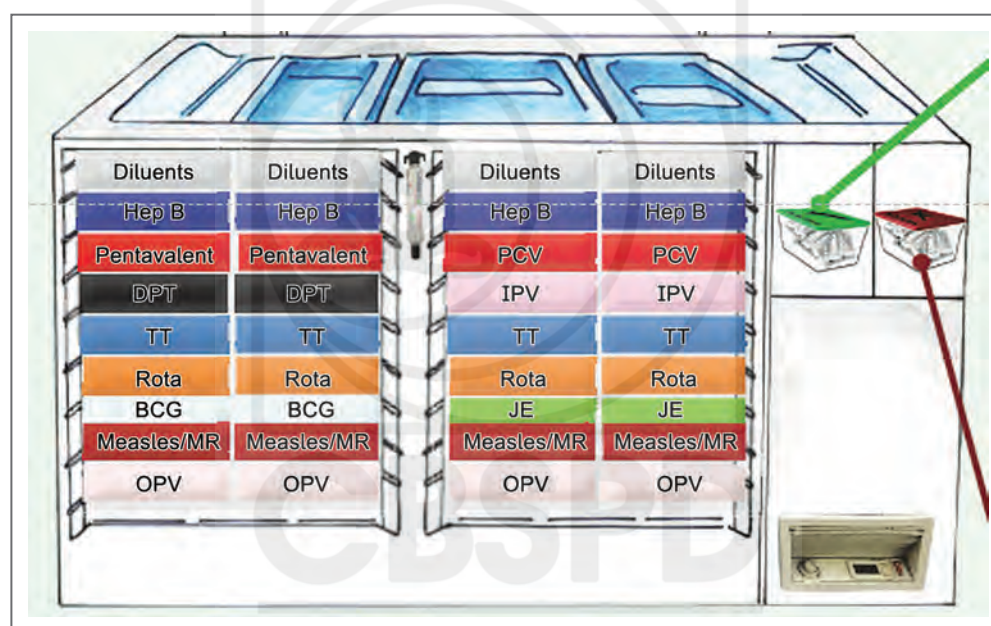 Diluents Diluents Diluents Diluents
Hep B Hep B Hep B Hep B
Pentavalent Pentavalent PCV PCV
DPT DPT IPV IPV
TT TT TT TT
Rota Rota Rota Rota
BCG BCG JE JE
Measles/MR Measles/MR Measles/MR Measles/MR
OPV OPV OPV OPV
CBSPD